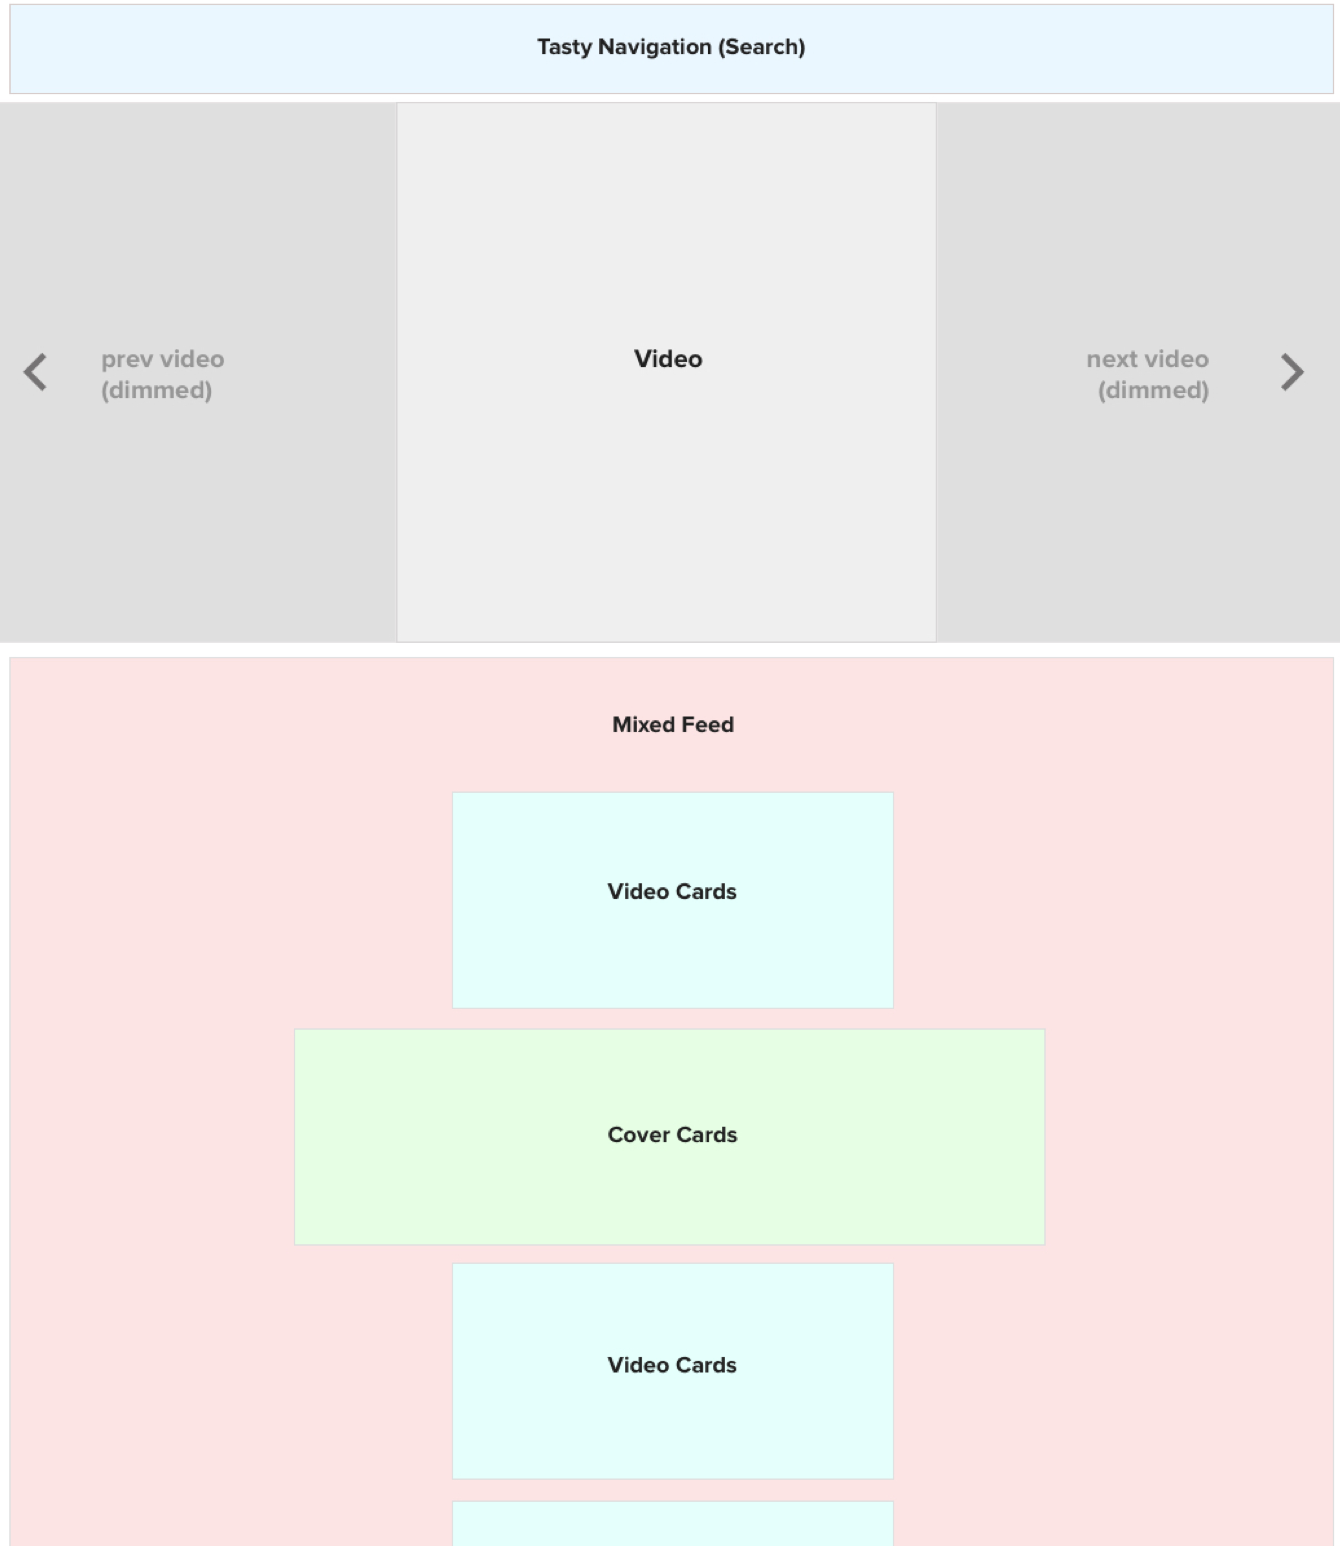 Tasty Navigation (Search)
prev video
(dimmed)
Video
next video
(dimmed)
Mixed Feed
Video Cards
Cover Cards
Video Cards